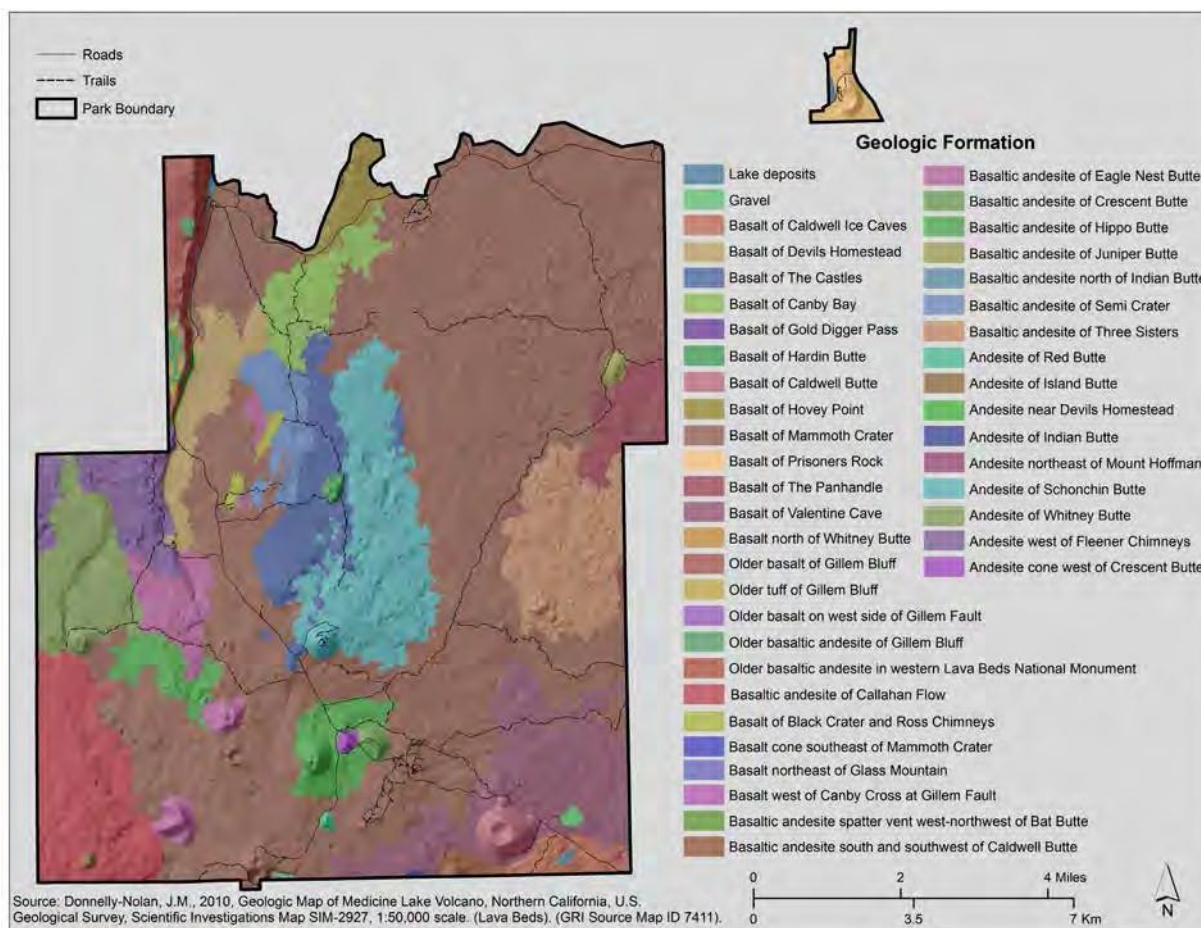 Roads
Trails
Park Boundary
Geologic Formation
Lake deposits
Gravel
Basalt of Caldwell Ice Caves
Basalt of Devils Homestead
Basalt of The Castles
Basalt of Canby Bay
Basalt of Gold Digger Pass
Basalt of Hardin Butte
Basalt of Caldwell Butte
Basalt of Hovey Point
Basalt of Mammoth Crater
Basalt of Prisoners Rock
Basalt of The Panhandle
Basalt of Valentine Cave
Basalt north of Whitney Butte
Older basalt of Gillem Bluff
Older tuff of Gillem Bluff
Older basalt on west side of Gillem Fault
Older basaltic andesite of Gillem Bluff
Older basaltic andesite in western Lava Beds National Monument
Basaltic andesite of Callahan Flow
Basalt of Black Crater and Ross Chimneys
Basalt cone southeast of Mammoth Crater
Basalt northeast of Glass Mountain
Basalt west of Canby Cross at Gillem Fault
Basaltic andesite spatter vent west-northwest of Bat Butte
Basaltic andesite south and southwest of Caldwell Butte
Basaltic andesite of Eagle Nest Butte
Basaltic andesite of Crescent Butte
Basaltic andesite of Hippo Butte
Basaltic andesite of Juniper Butte
Basaltic andesite north of Indian Butte
Basaltic andesite of Semi Crater
Basaltic andesite of Three Sisters
Andesite of Red Butte
Andesite of Island Butte
Andesite near Devils Homestead
Andesite of Indian Butte
Andesite northeast of Mount Hoffman
Andesite of Schonchin Butte
Andesite of Whitney Butte
Andesite west of Fleener Chimneys
Andesite cone west of Crescent Butte
Source: Donnelly-Nolan, J.M., 2010, Geologic Map of Medicine Lake Volcano, Northern California, U.S.
Geological Survey, Scientific Investigations Map SIM-2927, 1:50,000 scale. (Lava Beds). (GRI Source Map ID 7411).
0 2 4 Miles
0 3.5 7 Km
N